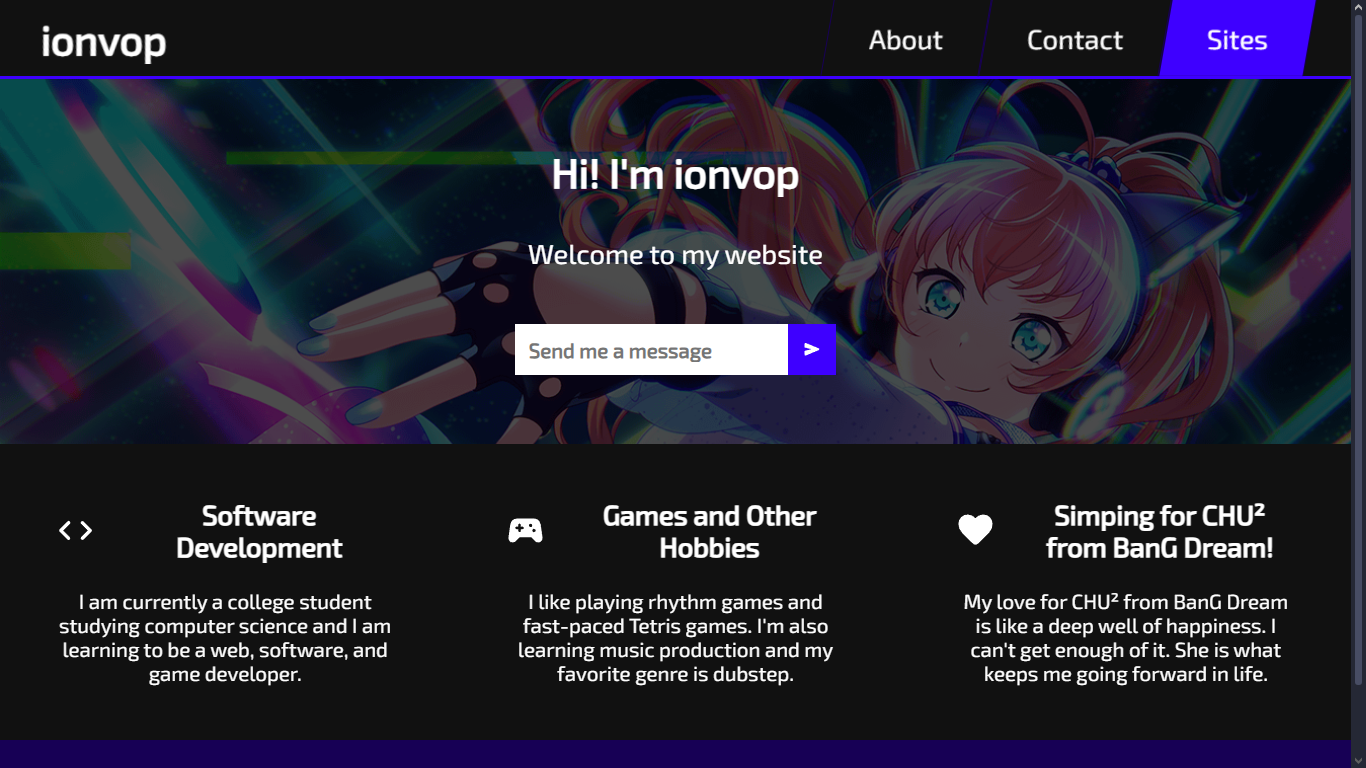 ionvop
About
Contact
Sites
Hi! I'm ionvop
Welcome to my website
Send me a message
Software
Development
I am currently a college student
studying computer science and I am
learning to be a web, software, and
game developer.
Games and Other
Hobbies
I like playing rhythm games and
fast-paced Tetris games. I'm also
learning music production and my
favorite genre is dubstep.
Simping for CHU²
from BanG Dream!
My love for CHU² from BanG Dream
is like a deep well of happiness. I
can't get enough of it. She is what
keeps me going forward in life.